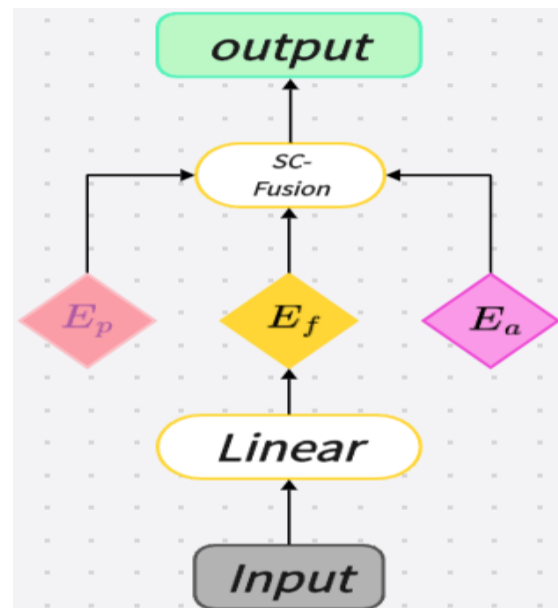 output
SC-
Fusion
E_p
E_f
E_a
Linear
Input